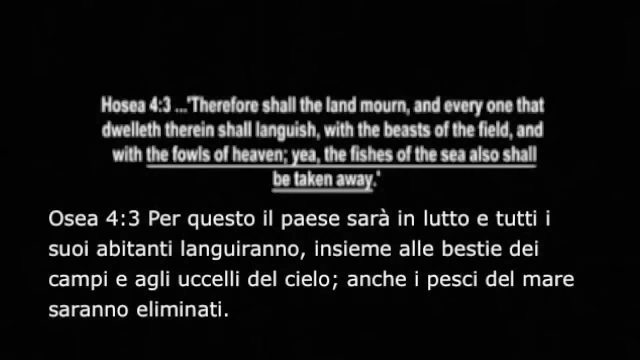 Hosea 4:3 ..."Therefore shall the land mourn, and every one that
dwelleth therein shall languish, with the beasts of the field, and
with the fowls of heaven; yea, the fishes of the sea also shall
be taken away."
Osea 4:3 Per questo il paese sarà in lutto e tutti i
suoi abitanti languiranno, insieme alle bestie dei
campi e agli uccelli del cielo; anche i pesci del mare
saranno eliminati.